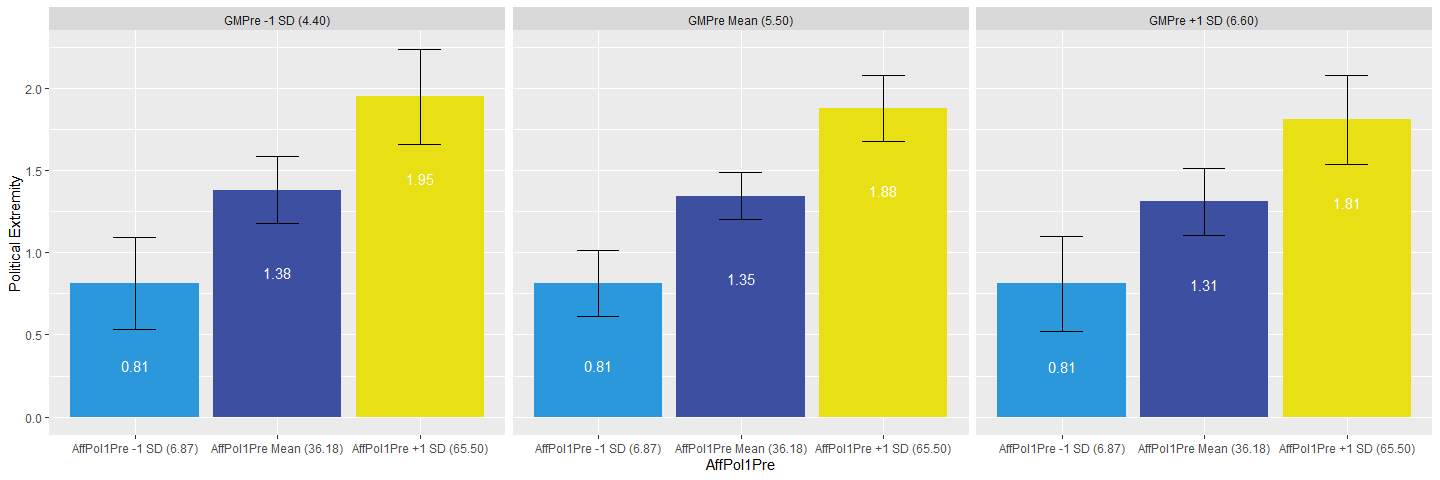 GMPre -1 SD (4.40)
GMPre Mean (5.50)
GMPre +1 SD (6.60)
Political Extremity
2.0
1.5
1.0
0.5
0.0
1.95
1.38
0.81
1.88
1.35
0.81
1.81
1.31
0.81
AffPol1Pre -1 SD (6.87) AffPol1Pre Mean (36.18) AffPol1Pre +1 SD (65.50)
AffPol1Pre -1 SD (6.87) AffPol1Pre Mean (36.18) AffPol1Pre +1 SD (65.50)
AffPol1Pre -1 SD (6.87) AffPol1Pre Mean (36.18) AffPol1Pre +1 SD (65.50)
AffPol1Pre